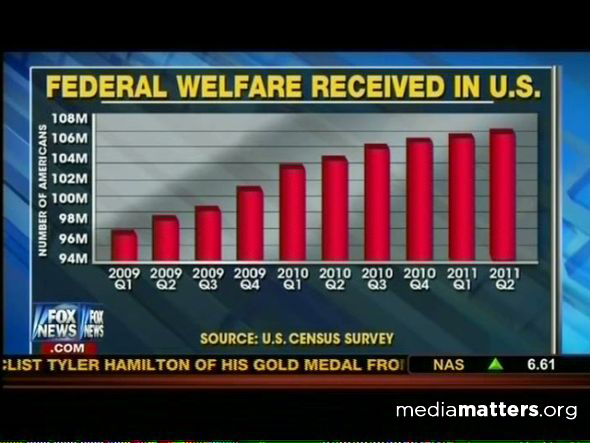 FEDERAL WELFARE RECEIVED IN U.S.
NUMBER OF AMERICANS
108M
106M
104M
102M
100M
98M
96M
94M
2009 2009 2009 2009 2010 2010 2010 2010 2011 2011
Q1 Q2 Q3 Q4 Q1 Q2 Q3 Q4 Q1 Q2
FOX NEWS
FOX NEWS
.COM
SOURCE: U.S. CENSUS SURVEY
CLIST TYLER HAMILTON OF HIS GOLD MEDAL FRO
NAS 6.61
mediamatters.org